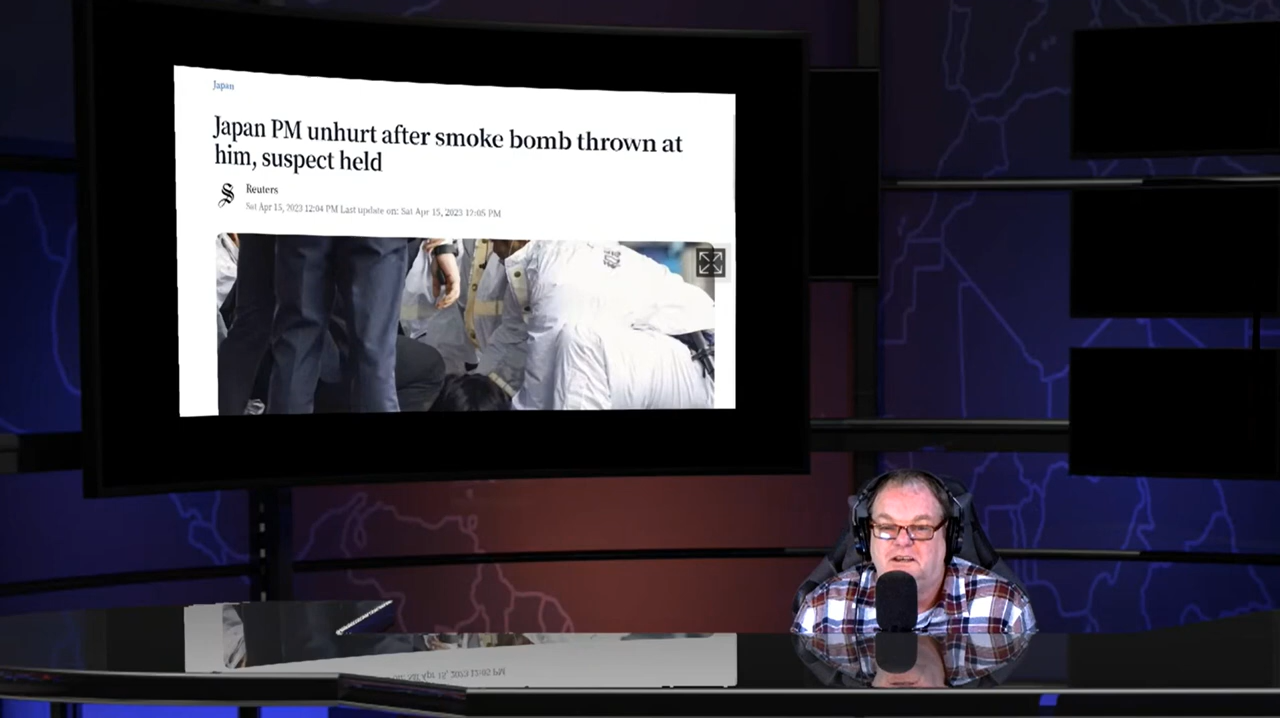 Japan
Japan PM unhurt after smoke bomb thrown at
him, suspect held
Reuters
Sat Apr 15, 2023 12:04 PM Last update on: Sat Apr 15, 2023 12:05 PM